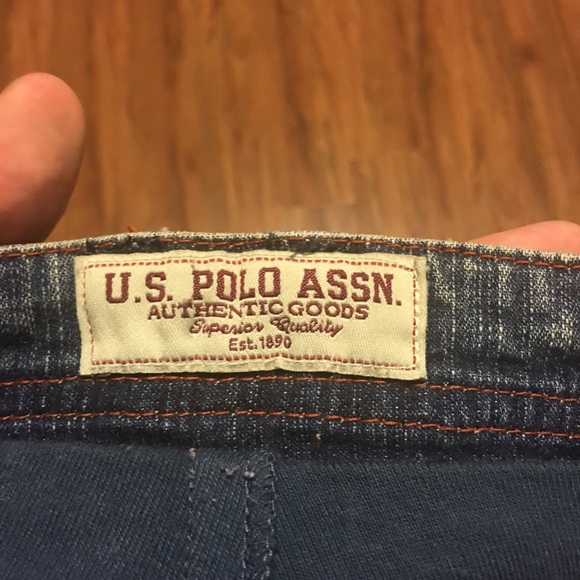 U.S. POLO ASSN.
AUTHENTIC GOODS
Superior Quality
Est. 1890